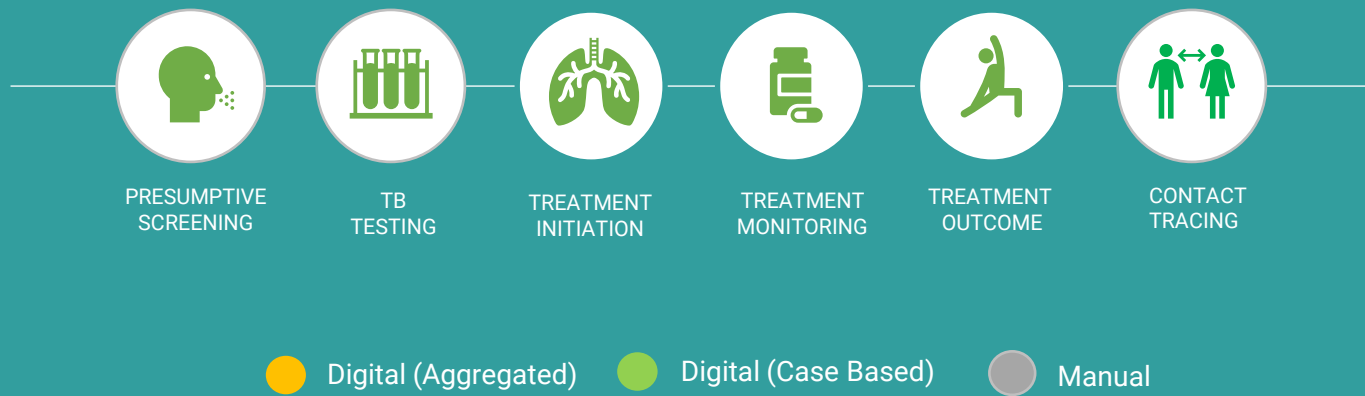 PRESUMPTIVE
SCREENING
TB
TESTING
TREATMENT
INITIATION
TREATMENT
MONITORING
TREATMENT
OUTCOME
CONTACT
TRACING
Digital (Aggregated)
Digital (Case Based)
Manual